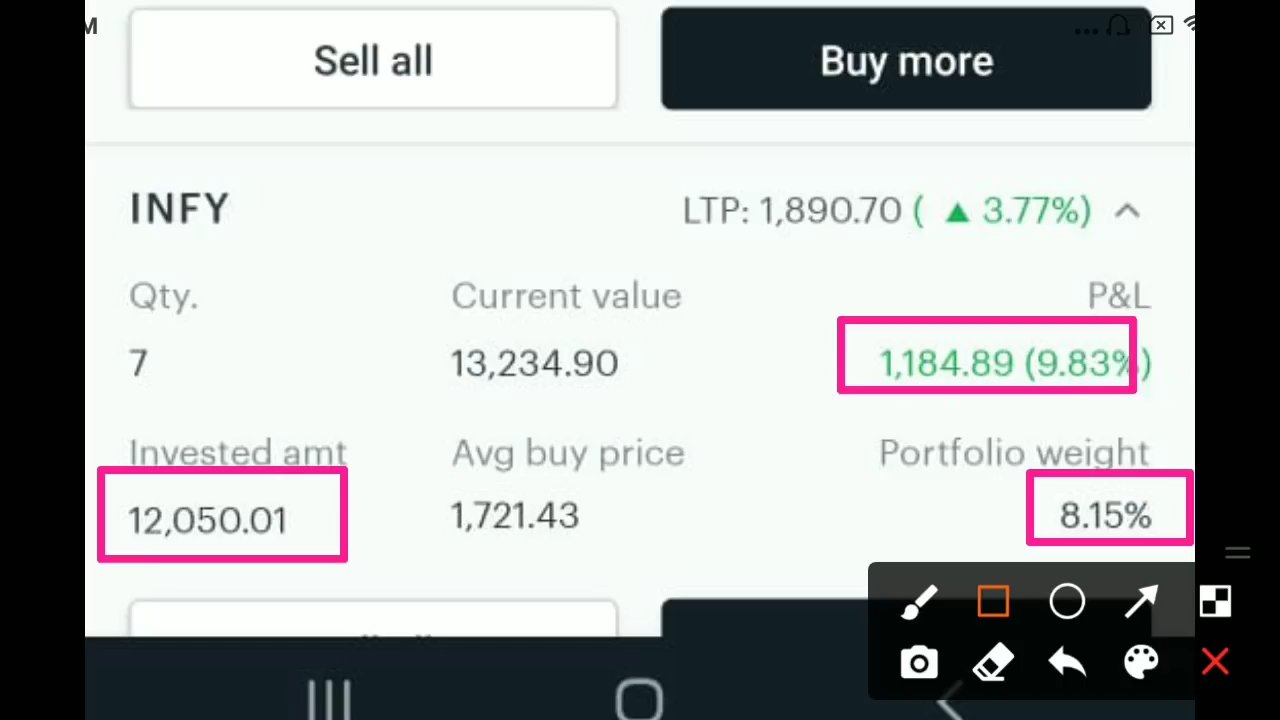 M
Sell all Buy more
INFY LTP: 1,890.70 ( ▲ 3.77%)
Qty. Current value P&L
7 13,234.90 1,184.89 (9.83%)
Invested amt Avg buy price Portfolio weight
12,050.01 1,721.43 8.15%